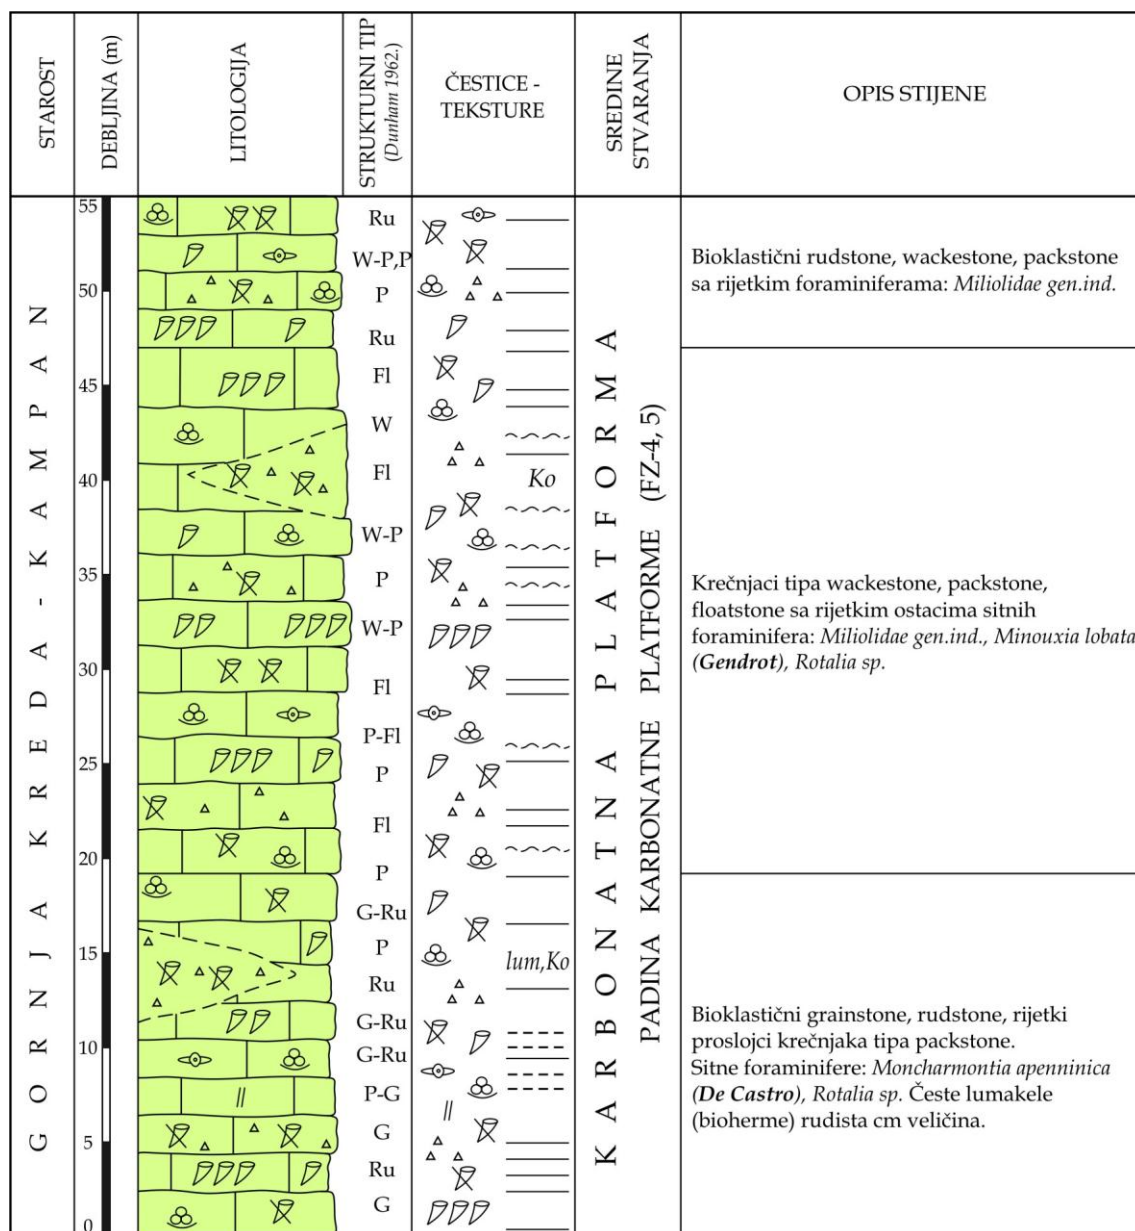 STAROST
DEBLJINA (m)
LITOLOGIJA
STRUKTURNI TIP
(Dunham 1962.)
ČESTICE -
TEKSTURE
SREDINE
STVARANJA
OPIS STIJENE
GORNJA KREDA - KAMPAN
55
50
45
40
35
30
25
20
15
10
5
0
Ru
W-P,P
P
Ru
Fl
W
Fl
W-P
P
W-P
Fl
P-Fl
P
Fl
P
G-Ru
P
Ru
G-Ru
G-Ru
P-G
G
Ru
G
Ko
lum,Ko
KARBONATNA PLATFORMA
PADINA KARBONATNE PLATFORME (FZ-4, 5)
Bioklastični rudstone, wackestone, packstone
sa rijetkim foraminiferama: Miliolidae gen.ind.
Krečnjaci tipa wackestone, packstone,
floatstone sa rijetkim ostacima sitnih
foraminifera: Miliolidae gen.ind., Minouxia lobata
(Gendrot), Rotalia sp.
Bioklastični grainstone, rudstone, rijetki
proslojci krečnjaka tipa packstone.
Sitne foraminifere: Moncharmontia apenninica
(De Castro), Rotalia sp. Česte lumakele
(bioherme) rudista cm veličina.